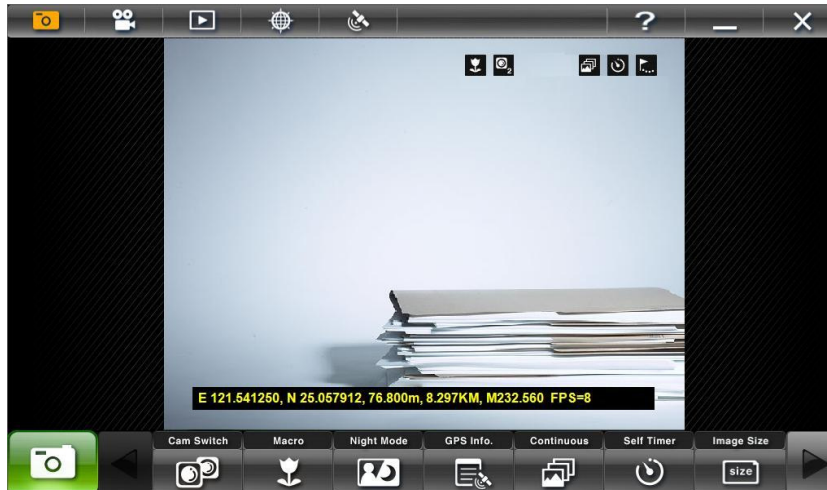 ?
2
E 121.541250, N 25.057912, 76.800m, 8.297KM, M232.560 FPS=8
Cam Switch Macro Night Mode GPS Info. Continuous Self Timer Image Size
size